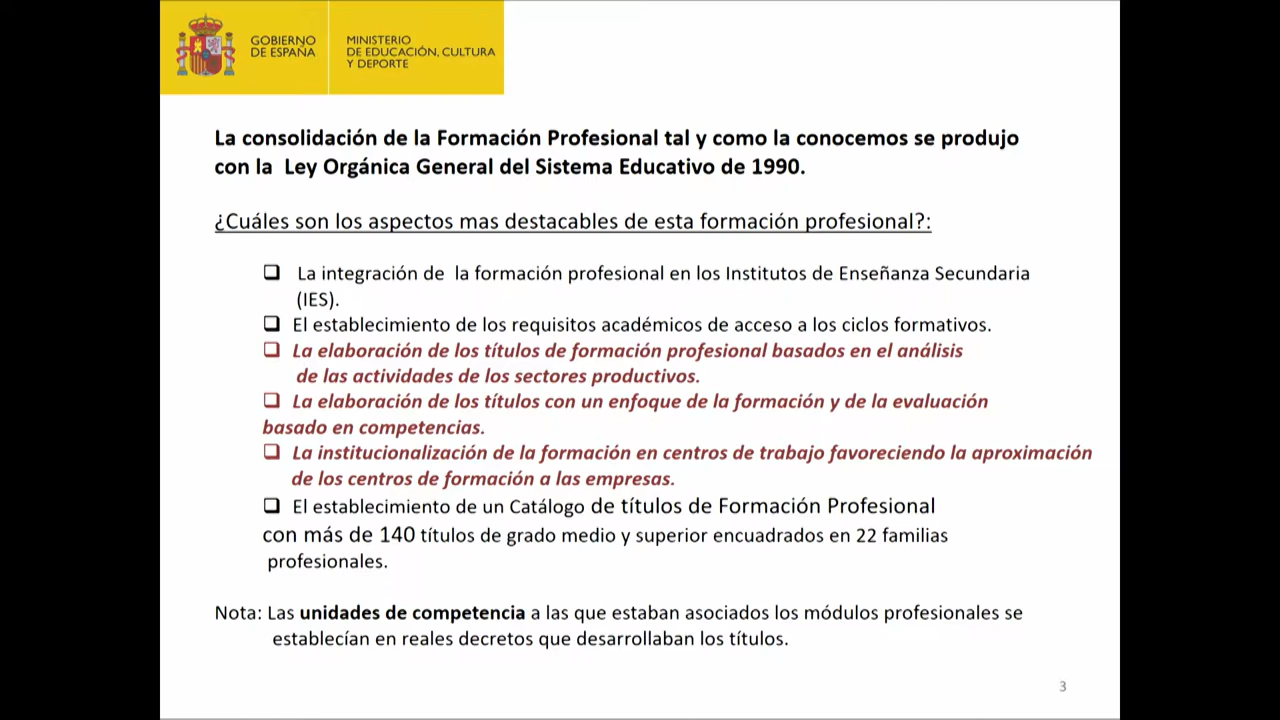 GOBIERNO
DE ESPAÑA
MINISTERIO
DE EDUCACIÓN, CULTURA
Y DEPORTE
La consolidación de la Formación Profesional tal y como la conocemos se produjo
con la Ley Orgánica General del Sistema Educativo de 1990.
¿Cuáles son los aspectos mas destacables de esta formación profesional?:
❑ La integración de la formación profesional en los Institutos de Enseñanza Secundaria
(IES).
❑ El establecimiento de los requisitos académicos de acceso a los ciclos formativos.
❑ La elaboración de los títulos de formación profesional basados en el análisis
de las actividades de los sectores productivos.
❑ La elaboración de los títulos con un enfoque de la formación y de la evaluación
basado en competencias.
❑ La institucionalización de la formación en centros de trabajo favoreciendo la aproximación
de los centros de formación a las empresas.
❑ El establecimiento de un Catálogo de títulos de Formación Profesional
con más de 140 títulos de grado medio y superior encuadrados en 22 familias
profesionales.
Nota: Las unidades de competencia a las que estaban asociados los módulos profesionales se
establecían en reales decretos que desarrollaban los títulos.
3